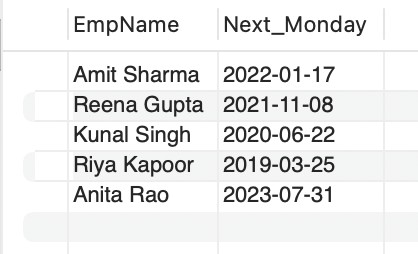 EmpName Next_Monday
Amit Sharma 2022-01-17
Reena Gupta 2021-11-08
Kunal Singh 2020-06-22
Riya Kapoor 2019-03-25
Anita Rao 2023-07-31